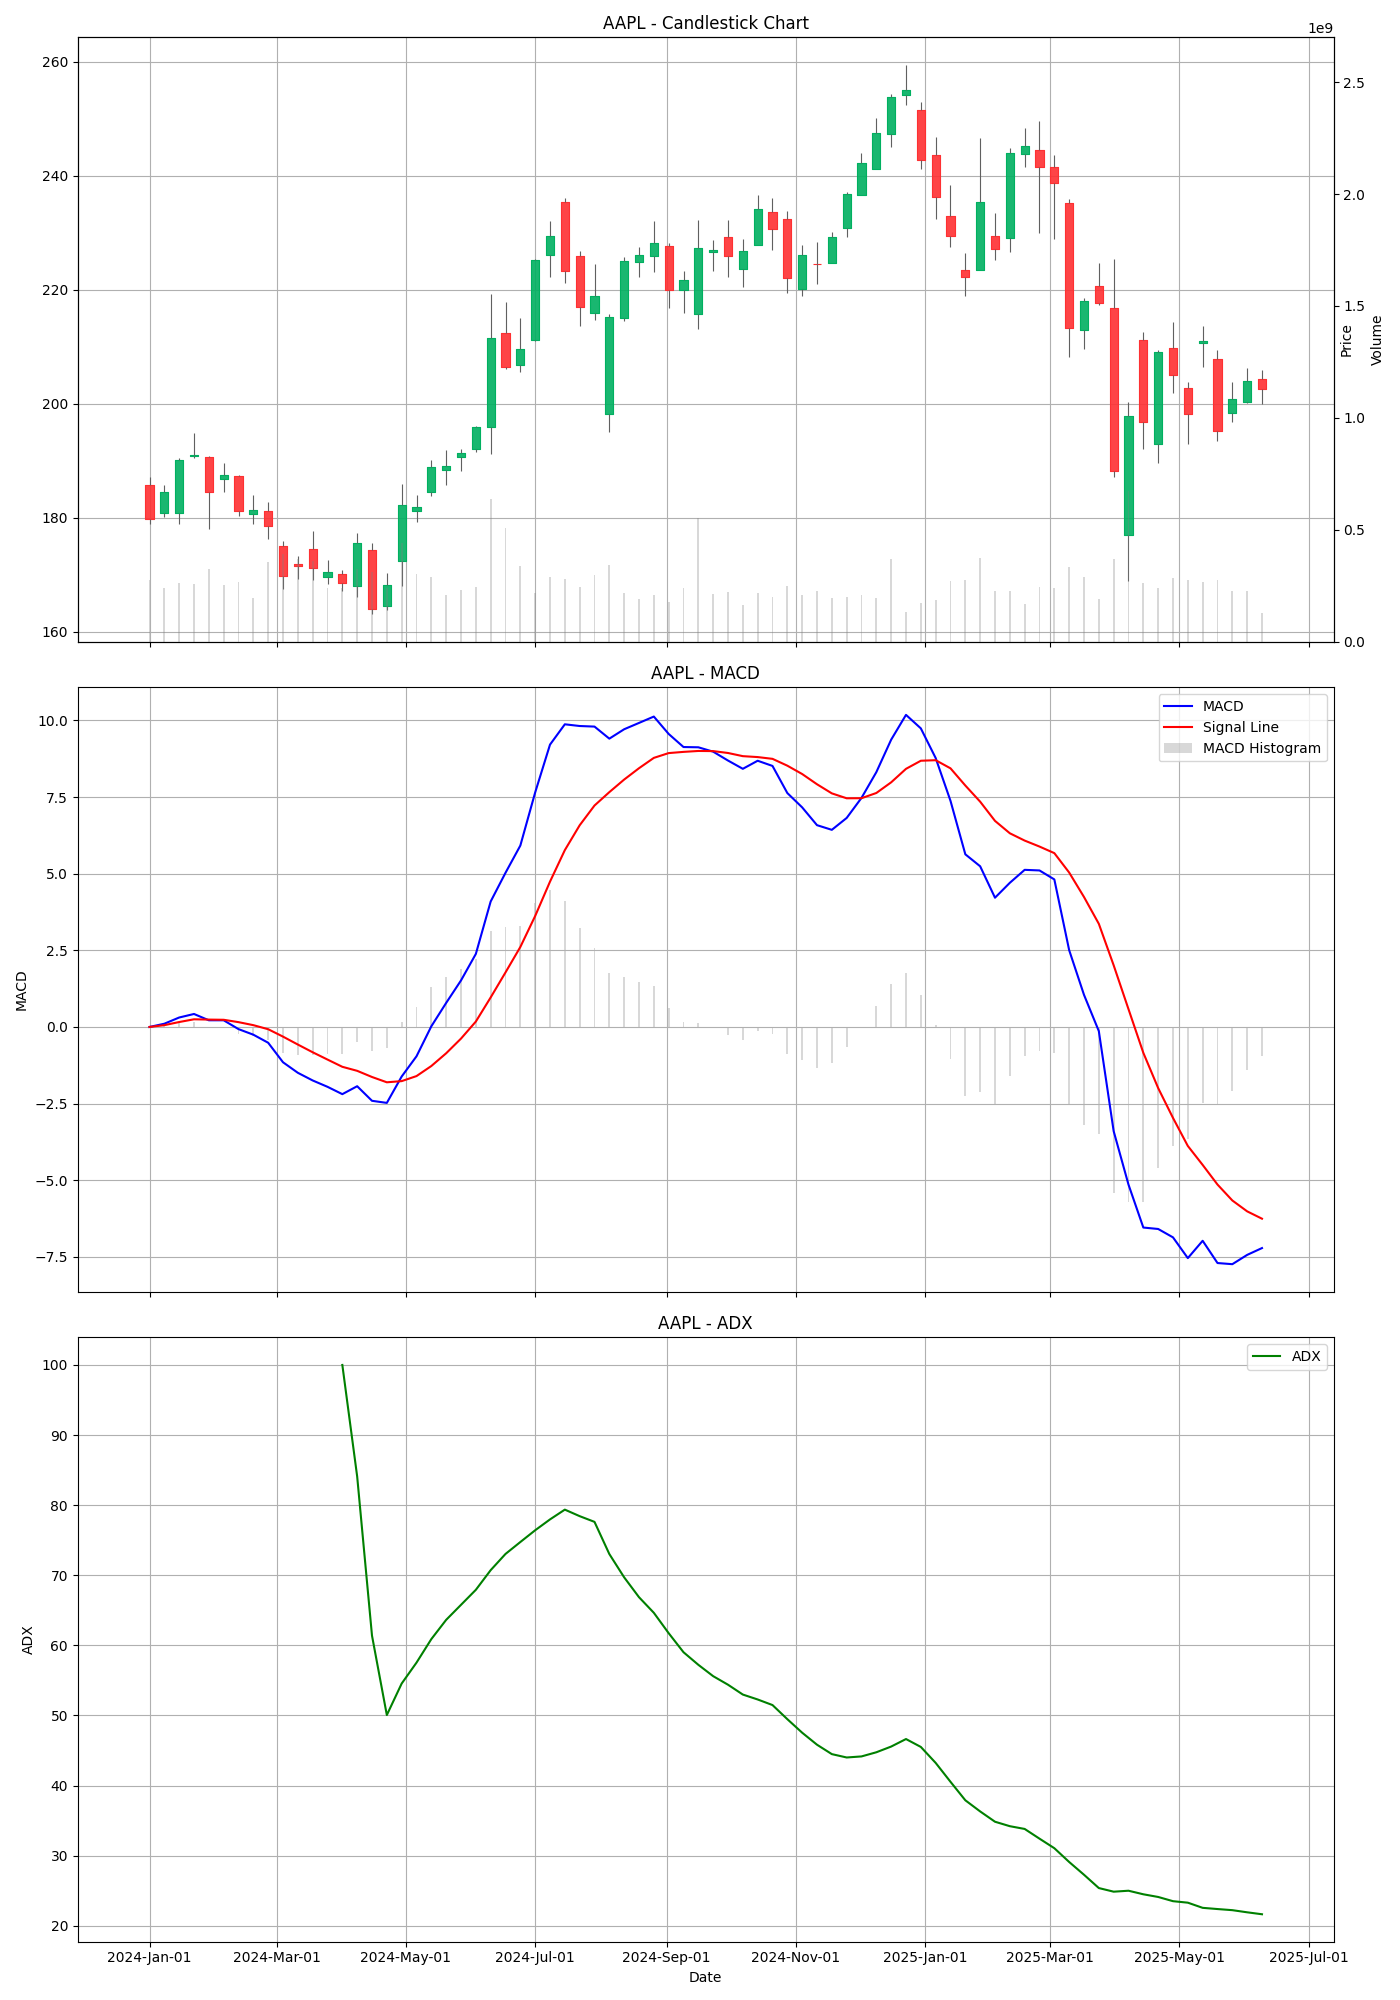 AAPL - Candlestick Chart
1e9
260
240
220
200
180
160
2.5
2.0
1.5
1.0
0.5
0.0
Price
Volume
AAPL - MACD
MACD
Signal Line
MACD Histogram
10.0
7.5
5.0
2.5
0.0
−2.5
−5.0
−7.5
MACD
AAPL - ADX
ADX
100
90
80
70
60
50
40
30
20
ADX
2024-Jan-01 2024-Mar-01 2024-May-01 2024-Jul-01 2024-Sep-01 2024-Nov-01 2025-Jan-01 2025-Mar-01 2025-May-01 2025-Jul-01
Date